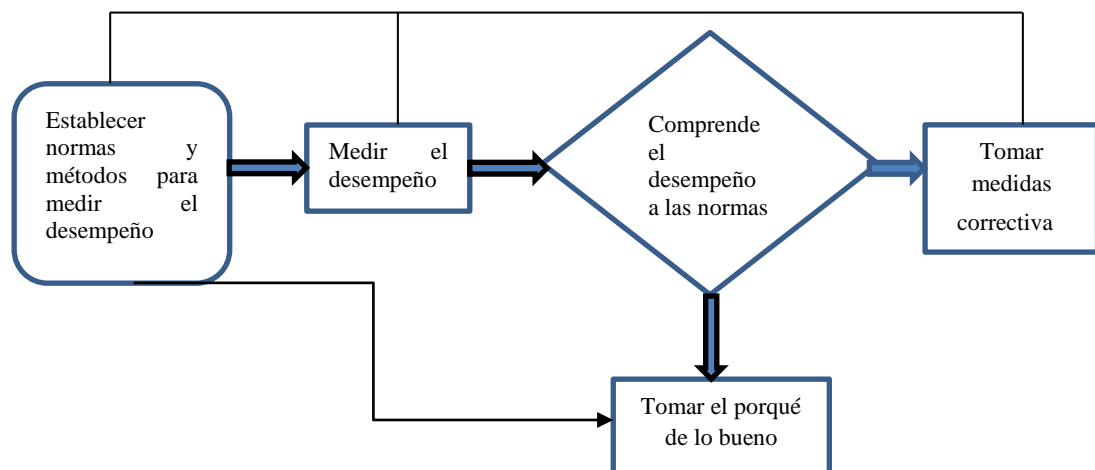 Establecer
normas y
métodos para
medir el
desempeño
Medir el
desempeño
Comprende
el
desempeño
a las normas
Tomar
medidas
correctiva
Tomar el porqué
de lo bueno